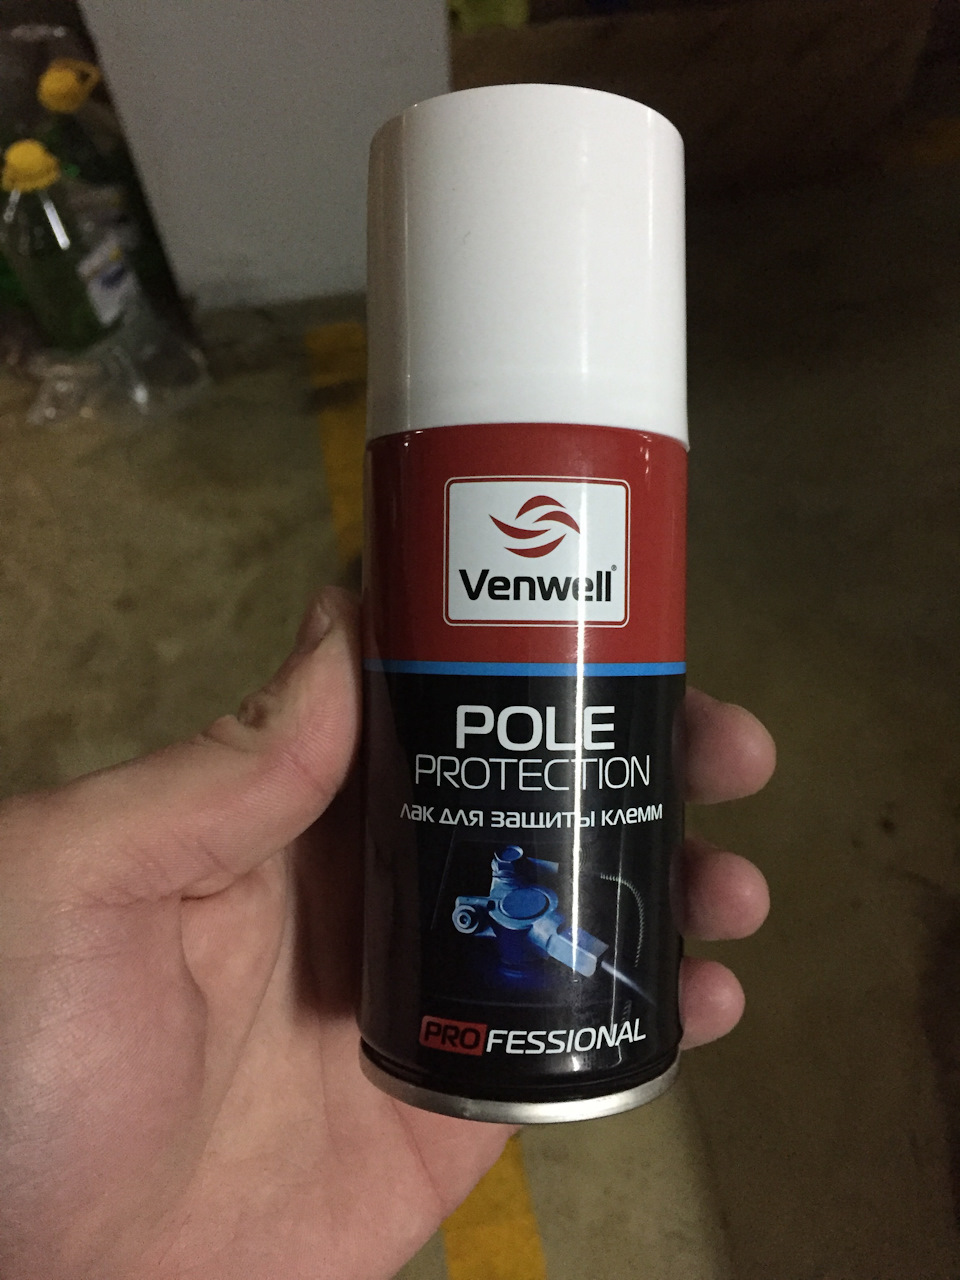 Venwell®
POLE
PROTECTION
лак для защиты клемм
PROFESSIONAL